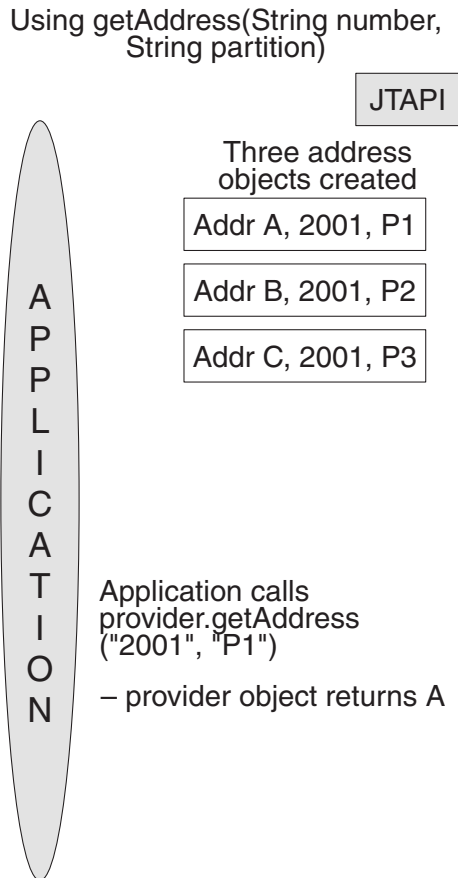 Using getAddress(String number,
String partition)
JTAPI
Three address
objects created
Addr A, 2001, P1
Addr B, 2001, P2
Addr C, 2001, P3
A
P
P
L
I
C
A
T
I
O
N
Application calls
provider.getAddress
("2001", "P1")
– provider object returns A